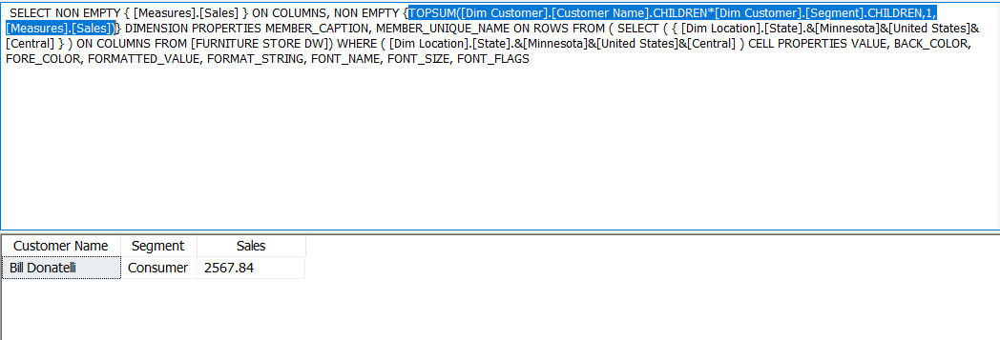 SELECT NON EMPTY { [Measures].[Sales] } ON COLUMNS, NON EMPTY {TOPSUM([Dim Customer].[Customer Name].CHILDREN*[Dim Customer].[Segment].CHILDREN,1,
[Measures].[Sales])} DIMENSION PROPERTIES MEMBER_CAPTION, MEMBER_UNIQUE_NAME ON ROWS FROM ( SELECT ( { [Dim Location].[State].&[Minnesota]&[United States]&
[Central] } ) ON COLUMNS FROM [FURNITURE STORE DW]) WHERE ( [Dim Location].[State].&[Minnesota]&[United States]&[Central] ) CELL PROPERTIES VALUE, BACK_COLOR,
FORE_COLOR, FORMATTED_VALUE, FORMAT_STRING, FONT_NAME, FONT_SIZE, FONT_FLAGS
Customer Name Segment Sales
Bill Donatelli Consumer 2567.84